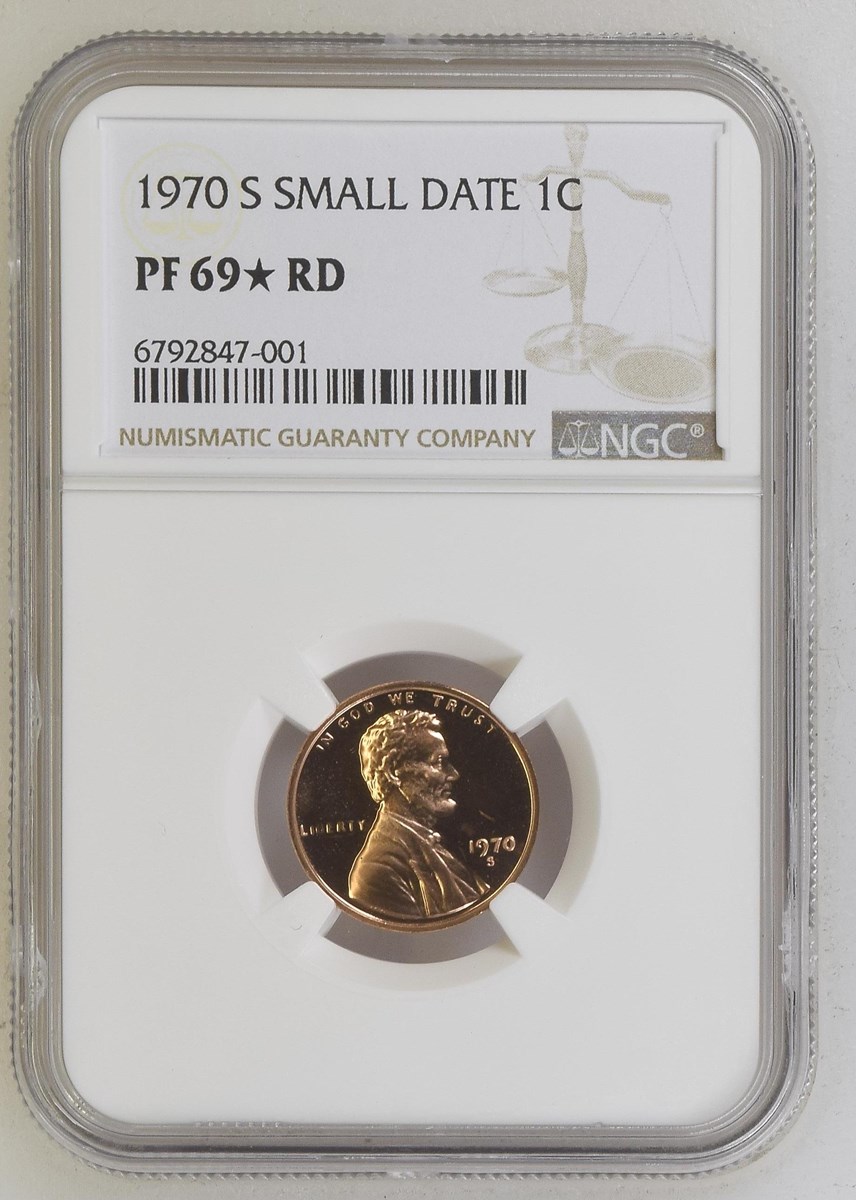 1970 S SMALL DATE 1C
PF 69★ RD
6792847-001
NUMISMATIC GUARANTY COMPANY
NGC®
IN GOD WE TRUST
LIBERTY
1970
S